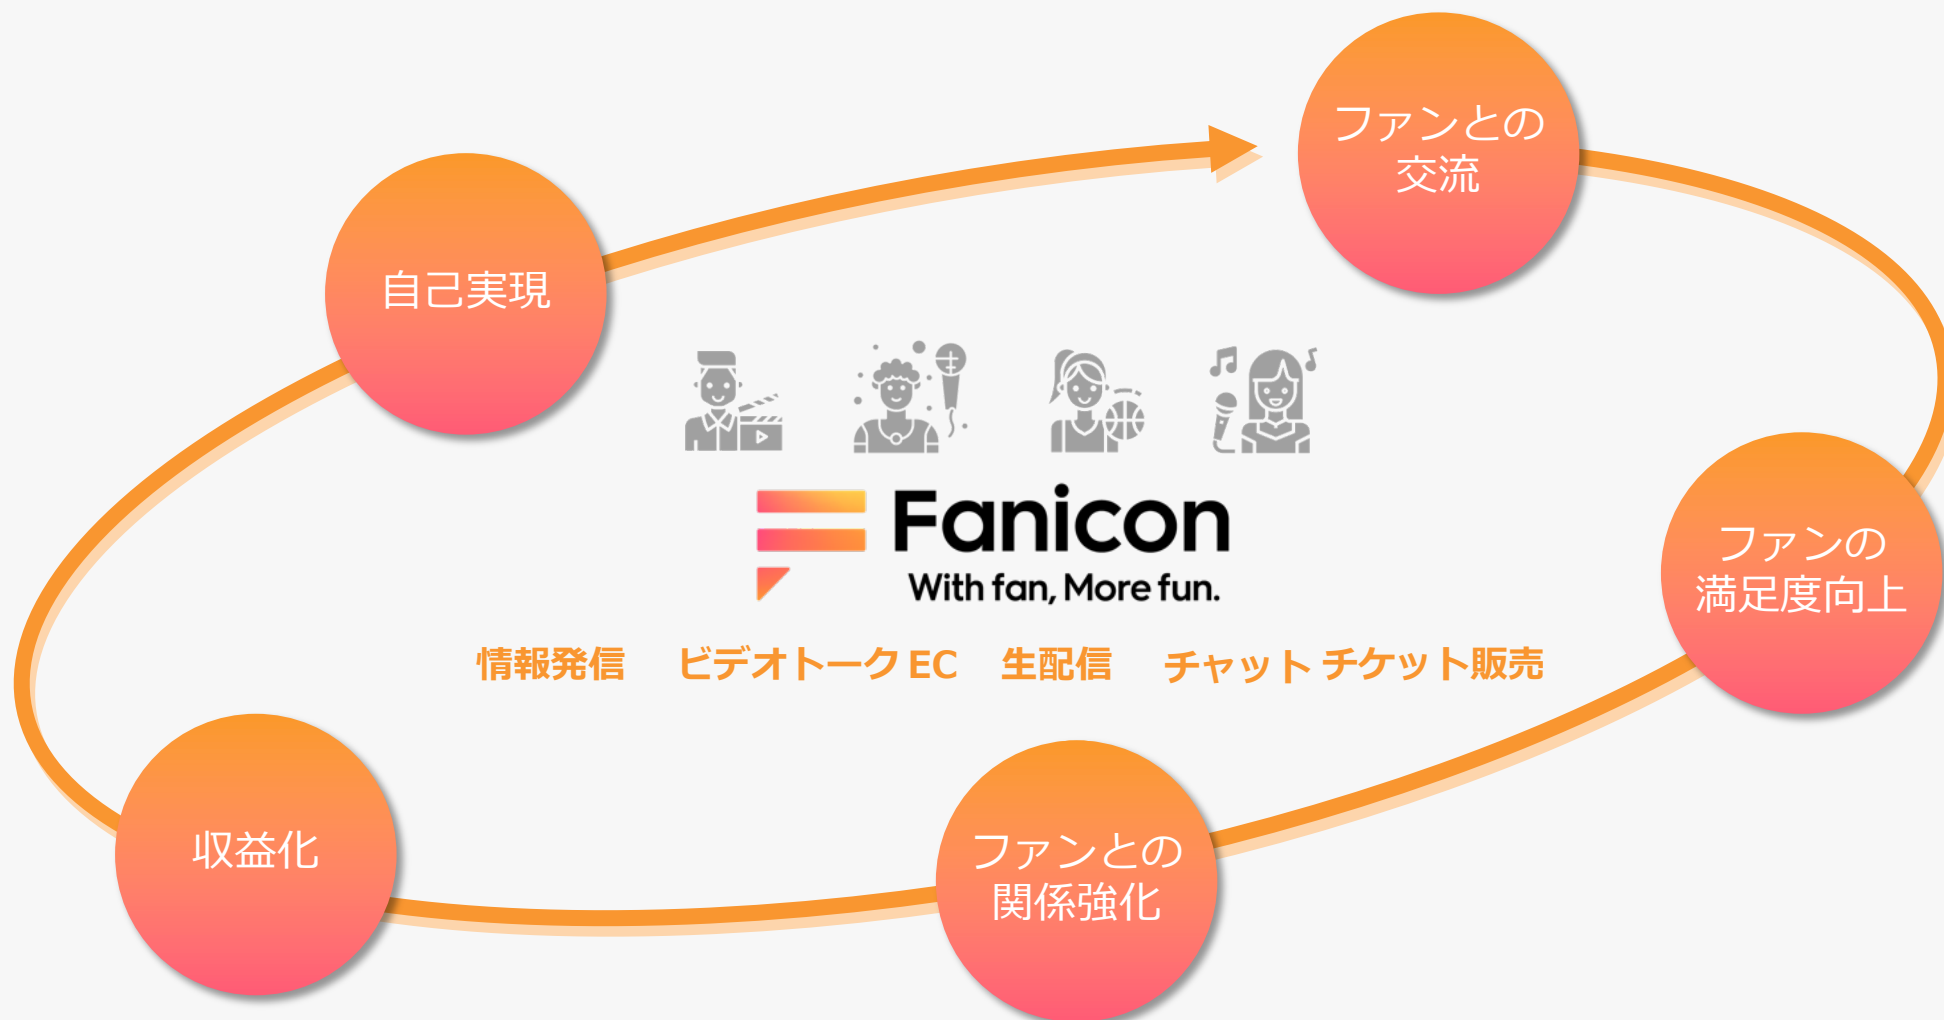 ファンとの
交流
自己実現
Fanicon
With fan, More fun.
ファンの
満足度向上
情報発信 ビデオトーク EC 生配信 チャット チケット販売
収益化
ファンとの
関係強化